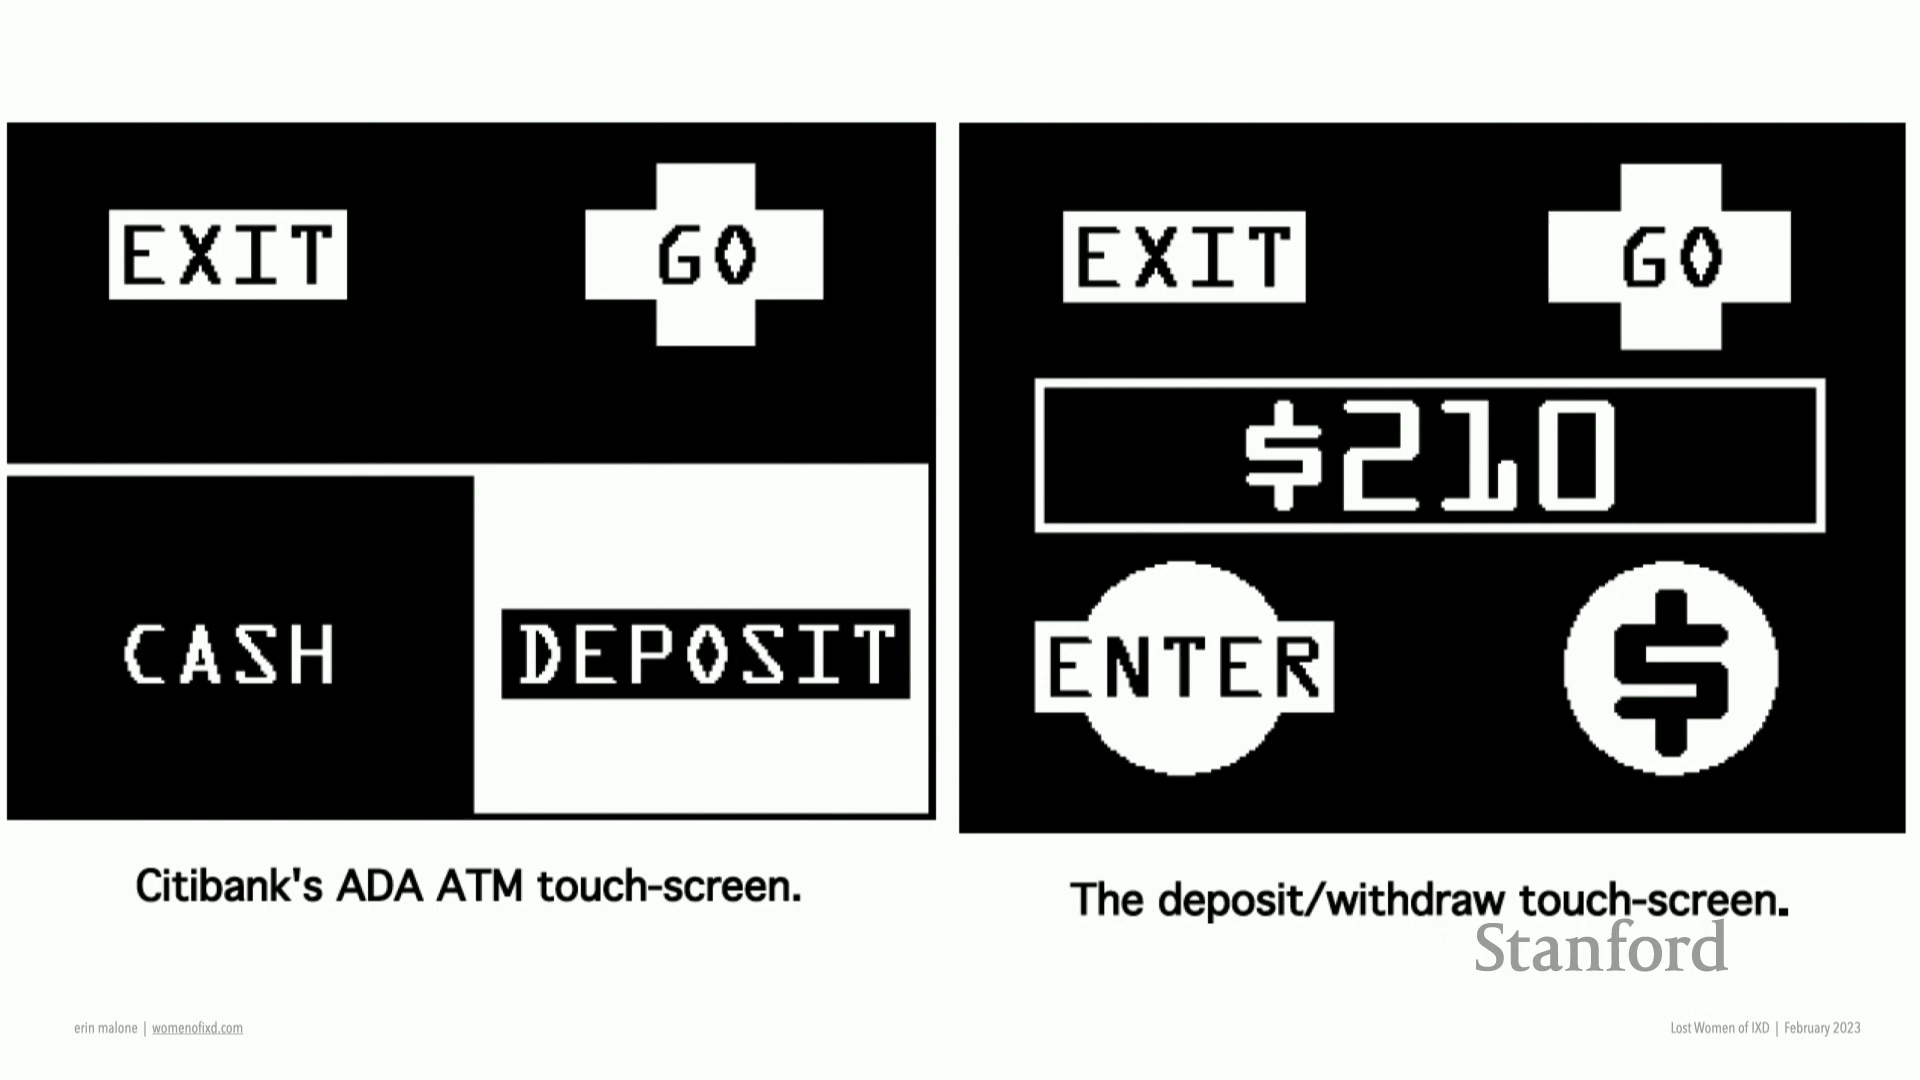 EXIT
GO
CASH
DEPOSIT
Citibank's ADA ATM touch-screen.
EXIT
GO
$210
ENTER
$
The deposit/withdraw touch-screen.
Stanford
erin malone | womenofixd.com
Lost Women of IXD | February 2023